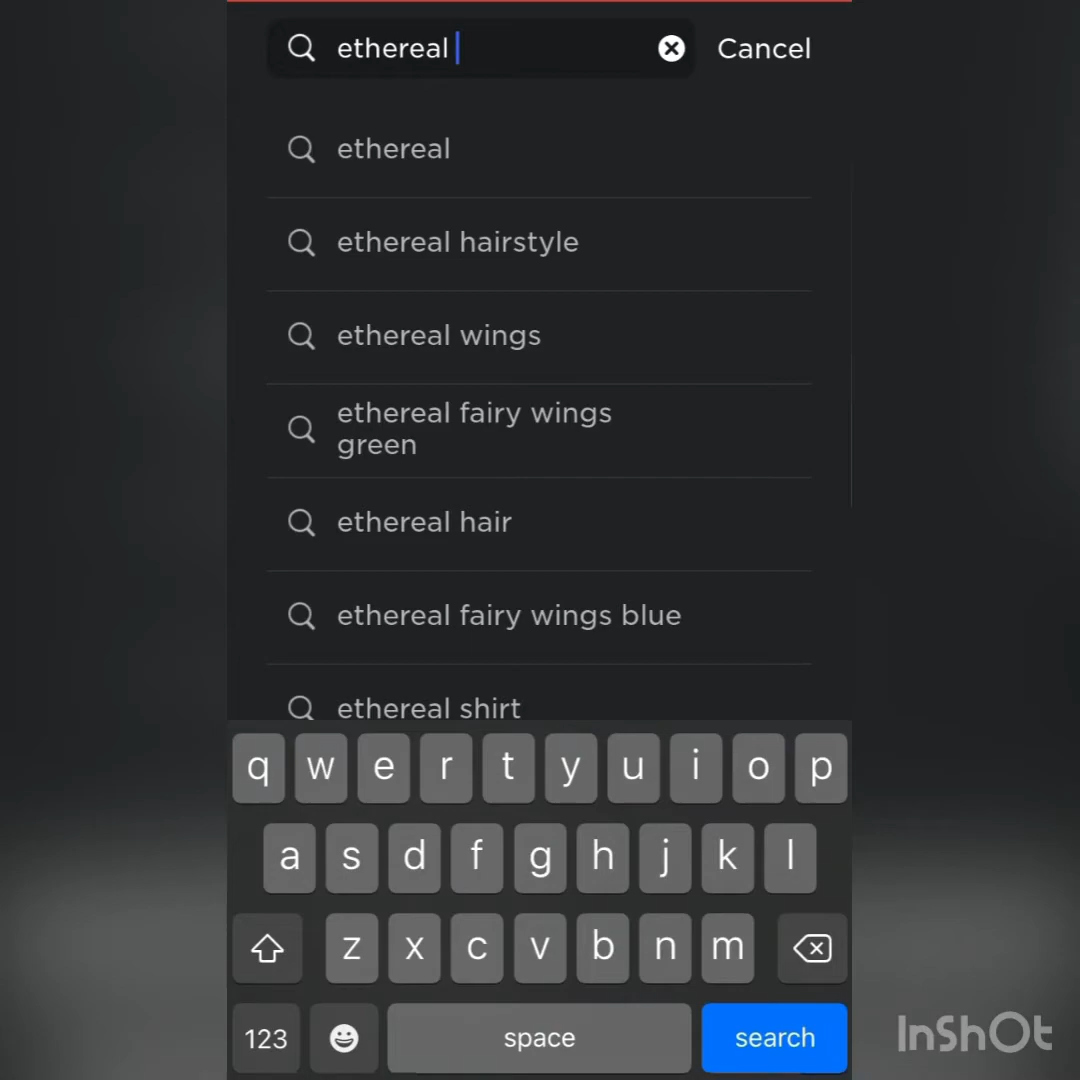 ethereal
Cancel
ethereal
ethereal hairstyle
ethereal wings
ethereal fairy wings
green
ethereal hair
ethereal fairy wings blue
ethereal shirt
q w e r t y u i o p
a s d f g h j k l
z x c v b n m
123 space search
InShOt